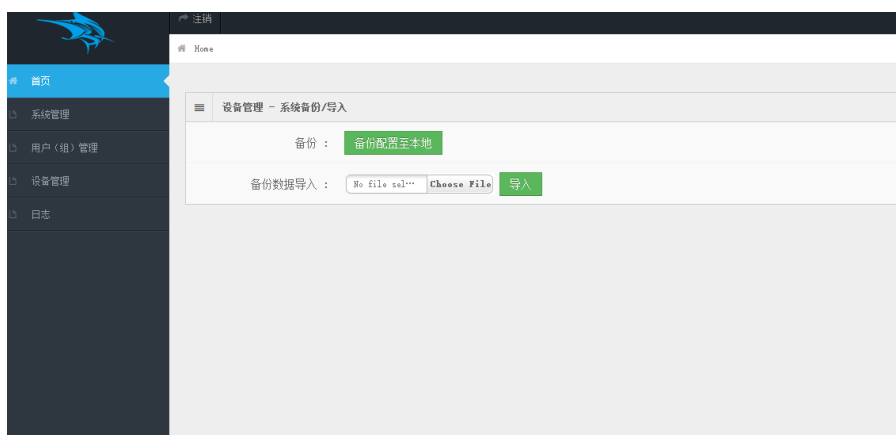 注销
Home
首页
系统管理
用户（组）管理
设备管理
日志
设备管理 - 系统备份/导入
备份 ： 备份配置至本地
备份数据导入 ： No file sel… Choose File 导入